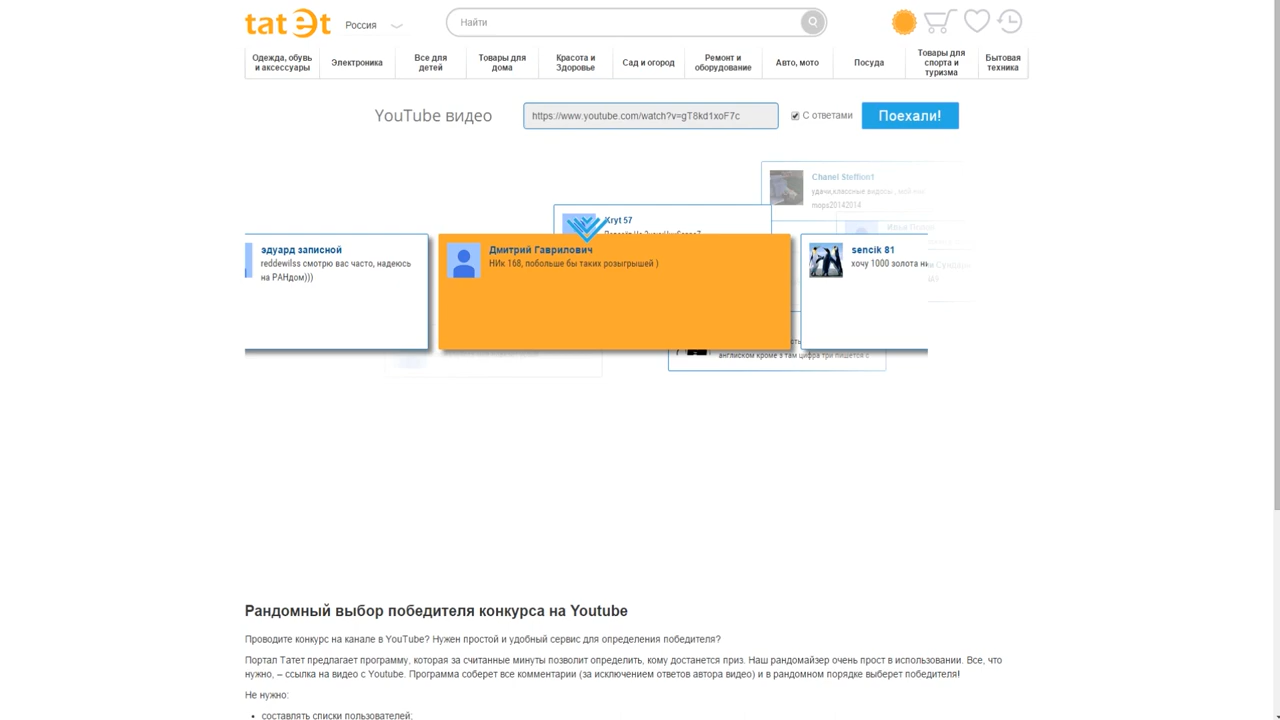 tat Эt
Россия
Найти
Одежда, обувь
и аксессуары
Электроника
Все для
детей
Товары для
дома
Красота и
Здоровье
Сад и огород
Ремонт и
оборудование
Авто, мото
Посуда
Товары для
спорта и
туризма
Бытовая
техника
YouTube видео
https://www.youtube.com/watch?v=gT8kd1xoF7c
С ответами
Поехали!
Chanel Steffion1
mops20142014
Xryt 57
эдуард записной
reddewilss смотрю вас часто, надеюсь
на РАНдом)))
Дмитрий Гаврилович
НИк 168, побольше бы таких розыгрышей )
sencik 81
хочу 1000 золота
английском кроме з там цифра три пишется с
Рандомный выбор победителя конкурса на Youtube
Проводите конкурс на канале в YouTube? Нужен простой и удобный сервис для определения победителя?
Портал Татет предлагает программу, которая за считанные минуты позволит определить, кому достанется приз. Наш рандомайзер очень прост в использовании. Все, что
нужно, – ссылка на видео с Youtube. Программа соберет все комментарии (за исключением ответов автора видео) и в рандомном порядке выберет победителя!
Не нужно:
• составлять списки пользователей;